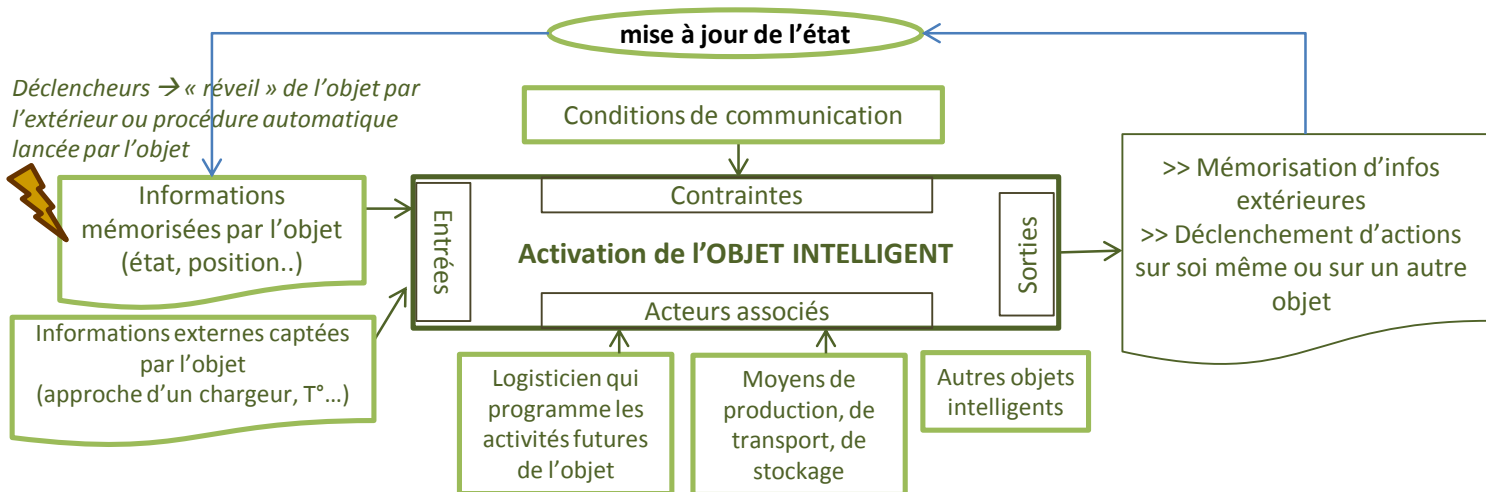 mise à jour de l'état
Déclencheurs → « réveil » de l'objet par
l'extérieur ou procédure automatique
lancée par l'objet
Conditions de communication
Informations
mémorisées par l'objet
(état, position..)
Informations externes captées
par l'objet
(approche d'un chargeur, T°…)
Entrées
Contraintes
Activation de l'OBJET INTELLIGENT
Acteurs associés
Sorties
>> Mémorisation d'infos
extérieures
>> Déclenchement d'actions
sur soi même ou sur un autre
objet
Logisticien qui
programme les
activités futures
de l'objet
Moyens de
production, de
transport, de
stockage
Autres objets
intelligents